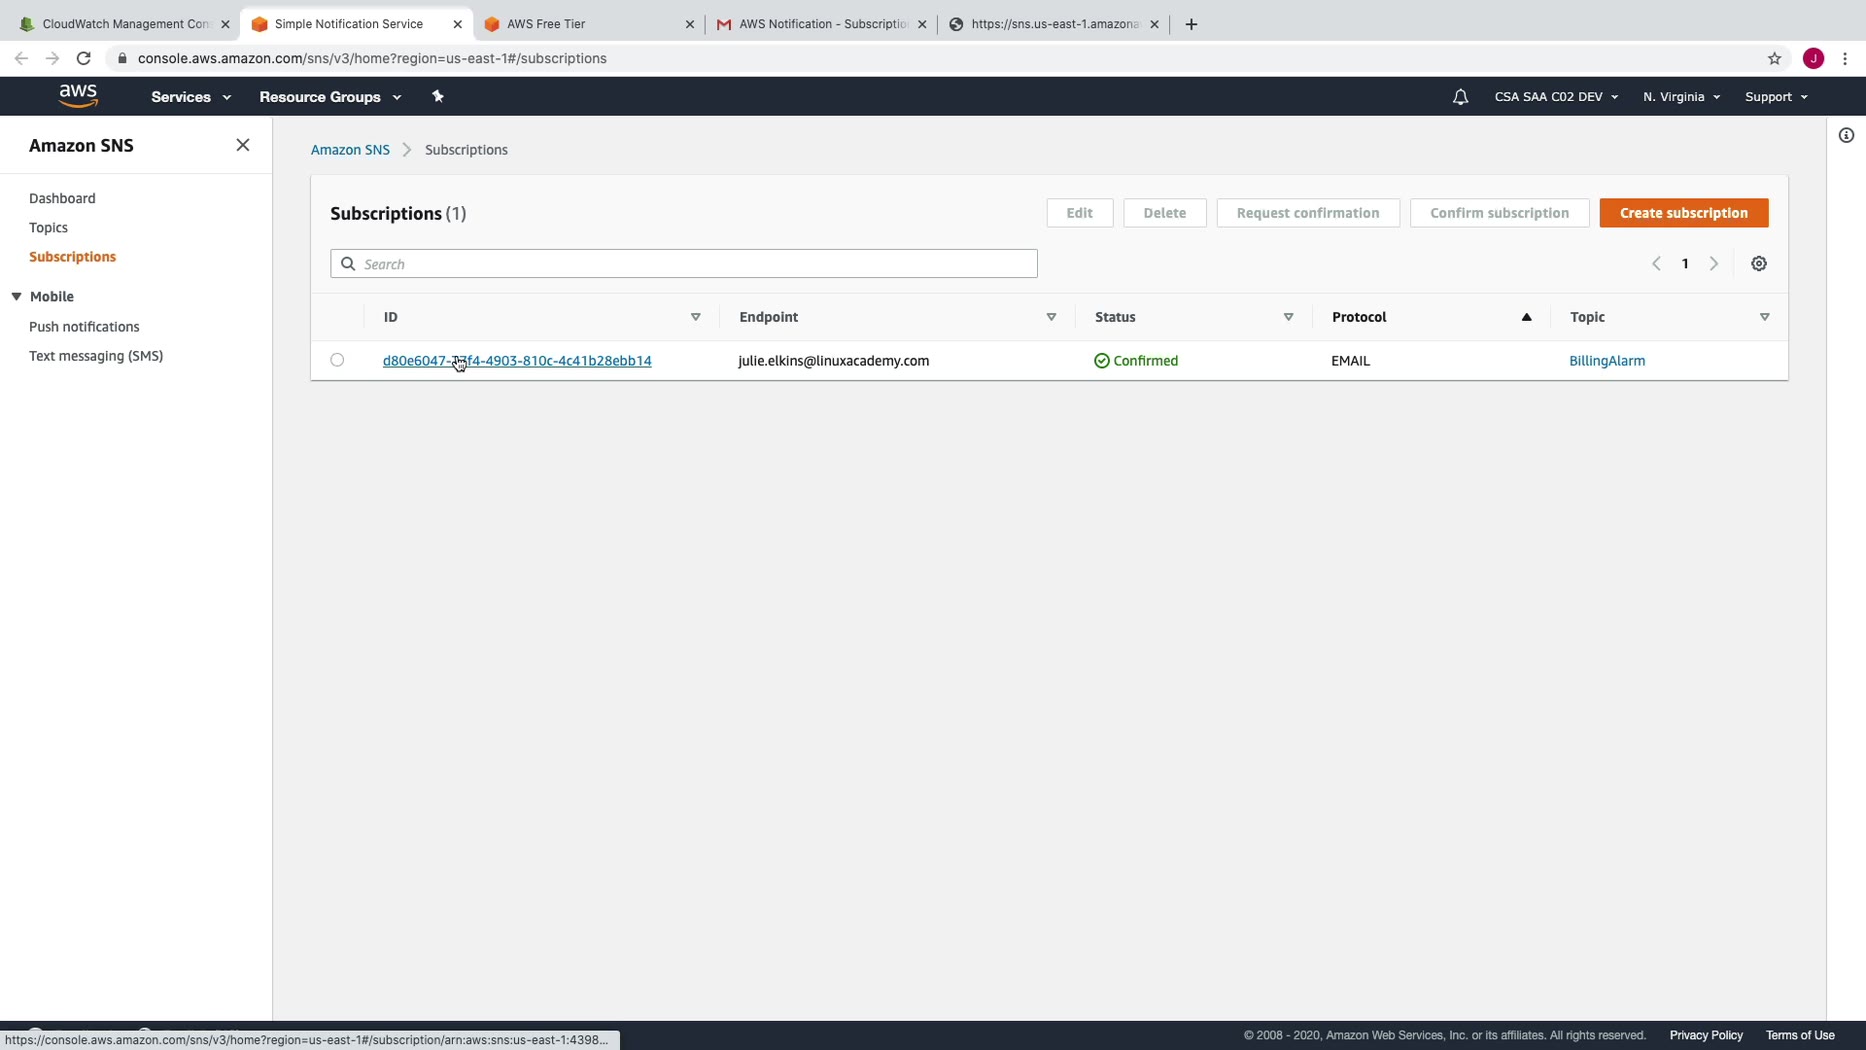 CloudWatch Management Con
Simple Notification Service
AWS Free Tier
AWS Notification - Subscriptio
https://sns.us-east-1.amazona
console.aws.amazon.com/sns/v3/home?region=us-east-1#/subscriptions
J
aws
Services
Resource Groups
CSA SAA C02 DEV
N. Virginia
Support
Amazon SNS
Dashboard
Topics
Subscriptions
Mobile
Push notifications
Text messaging (SMS)
Amazon SNS > Subscriptions
Subscriptions (1)
Edit
Delete
Request confirmation
Confirm subscription
Create subscription
Search
1
ID Endpoint Status Protocol Topic
julie.elkins@linuxacademy.com Confirmed EMAIL BillingAlarm
https://console.aws.amazon.com/sns/v3/home?region=us-east-1#/subscription/arn:aws:sns:us-east-1:4398...
© 2008 - 2020, Amazon Web Services, Inc. or its affiliates. All rights reserved. Privacy Policy Terms of Use